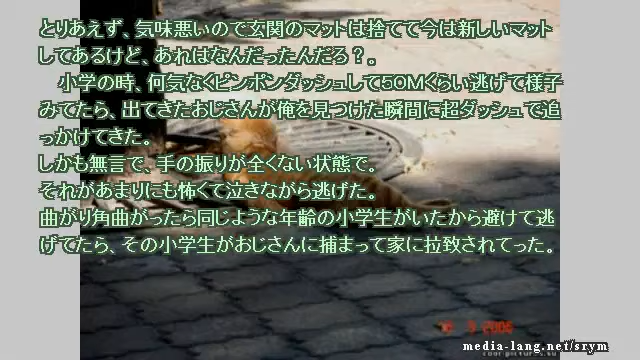 とりあえず、気味悪いので玄関のマットは捨てて今は新しいマット
してあるけど、あれはなんだったんだろ？。
　小学の時、何気なくピンポンダッシュして50Mくらい逃げて様子
みてたら、出てきたおじさんが俺を見つけた瞬間に超ダッシュで追
っかけてきた。
しかも無言で、手の振りが全くない状態で。
それがあまりにも怖くて泣きながら逃げた。
曲がり角曲がったら同じような年齢の小学生がいたから避けて逃
げてたら、その小学生がおじさんに捕まって家に拉致されてった。
media-lang.net/srym